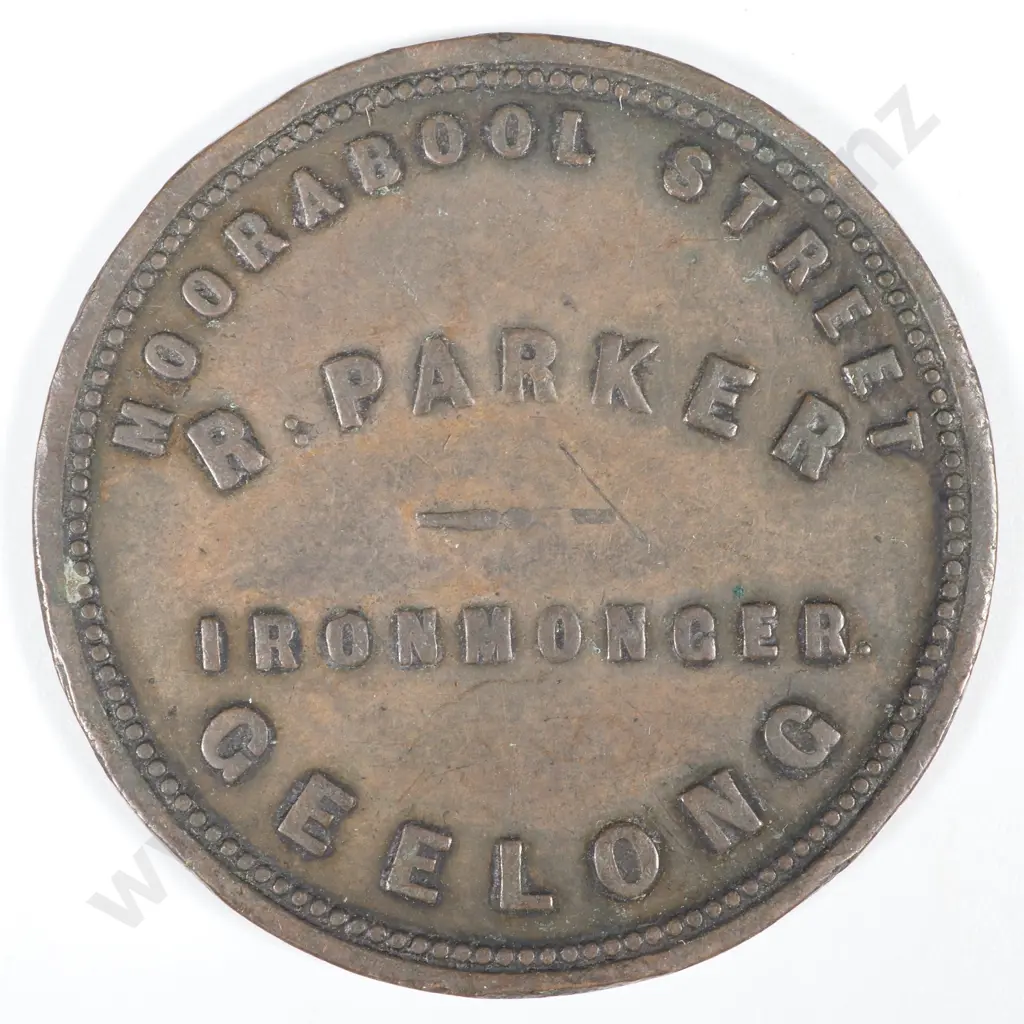 MOORABOOL STREET
R. PARKER
IRONMONGER.
GEELONG